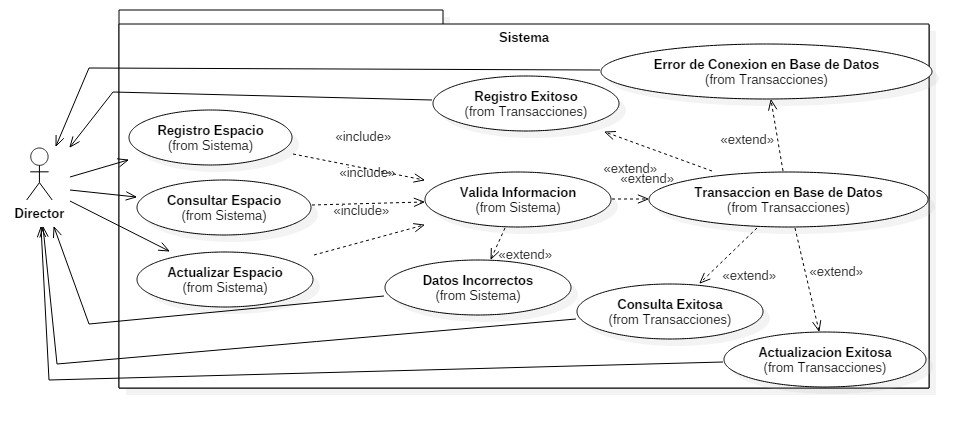 Sistema
Error de Conexion en Base de Datos
(from Transacciones)
Registro Exitoso
(from Transacciones)
Registro Espacio
(from Sistema)
«include»
«extend»
«include»
«extend»
«extend»
Consultar Espacio
(from Sistema)
Valida Informacion
(from Sistema)
Transaccion en Base de Datos
(from Transacciones)
Director
«include»
Actualizar Espacio
(from Sistema)
«extend»
Datos Incorrectos
(from Sistema)
«extend»
«extend»
Consulta Exitosa
(from Transacciones)
Actualizacion Exitosa
(from Transacciones)